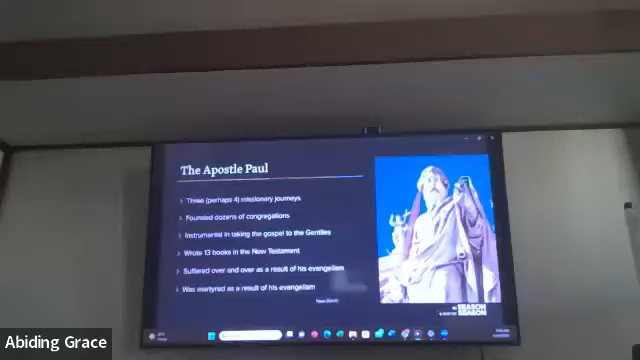 The Apostle Paul
Three (perhaps 4) missionary journeys
Founded dozens of congregations
Instrumental in taking the gospel to the Gentiles
Wrote 13 books in the New Testament
Suffered over and over as a result of his evangelism
Was martyred as a result of his evangelism
SEASON
SEASON
Abiding Grace